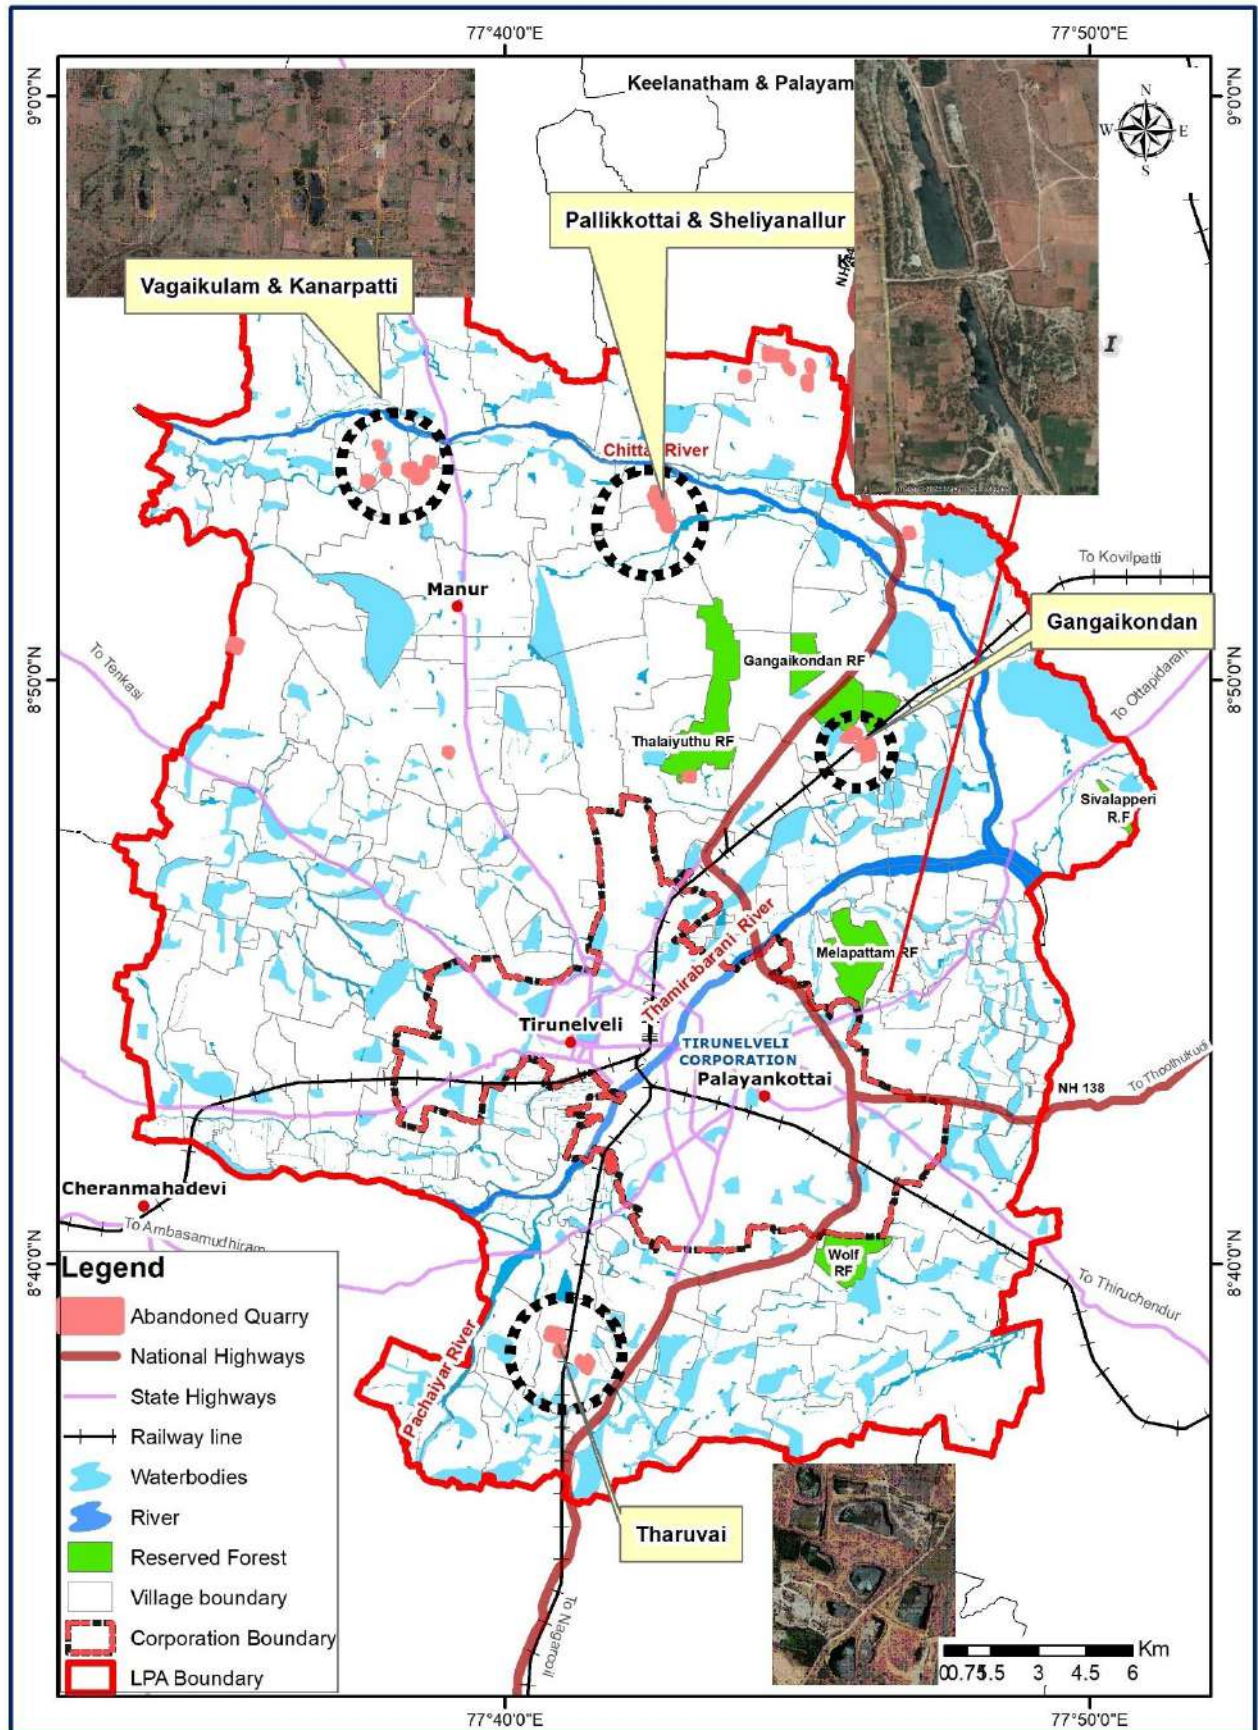 77°40'0"E
77°50'0"E
9°0'0"N
9°0'0"N
Keelanatham & Palayam
N
W
E
S
Pallikkottai & Sheliyanallur
Vagaikulam & Kanarpatti
I
River
To Kovilpatti
Manur
Gangaikondan
To Tenkasi
Gangaikondan RF
8°50'0"N
8°50'0"N
Thalaiyuthu RF
Sivalapperi
R.F
Thamirabarani River
Melapattam RF
Tirunelveli
TIRUNELVELI
CORPORATION
Palayankottai
NH 138
To Thoothukudi
Cheranmahadevi
To Ambasamudhiram
8°40'0"N
8°40'0"N
Wolf
RF
To Thiruchendur
Pachaiyar River
Tharuvai
To Nagarcoil
Legend
Abandoned Quarry
National Highways
State Highways
Railway line
Waterbodies
River
Reserved Forest
Village boundary
Corporation Boundary
LPA Boundary
Km
3
4.5
6
77°40'0"E
77°50'0"E